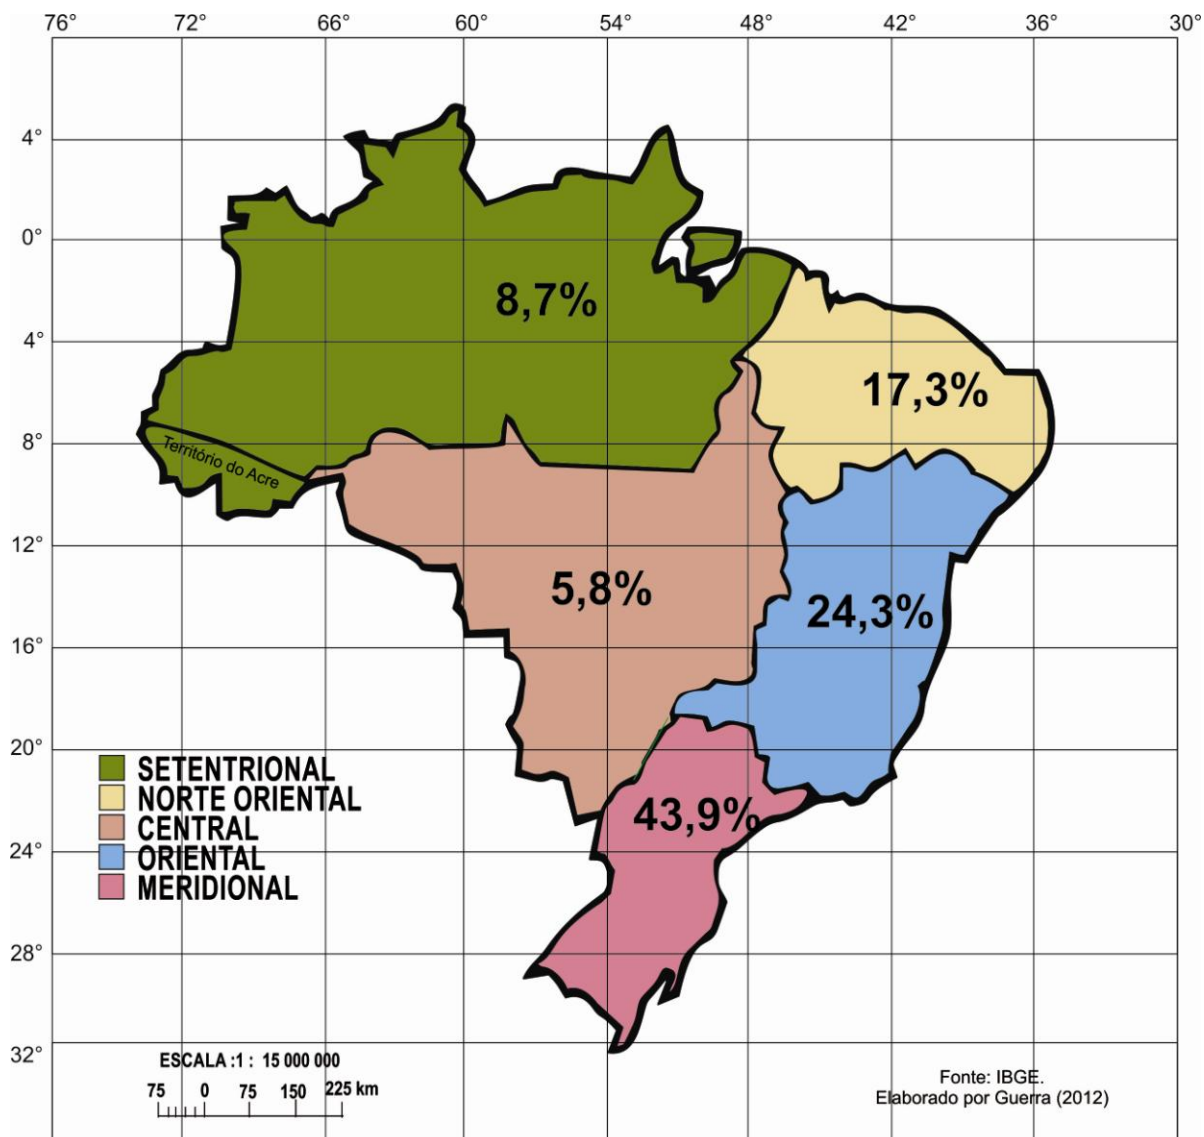 76° 72° 66° 60° 54° 48° 42° 36° 30°
4°
0°
8,7%
4°
17,3%
8°
Território do Acre
12°
5,8%
24,3%
16°
20°
SETENTRIONAL
NORTE ORIENTAL
43,9%
CENTRAL
24°
ORIENTAL
MERIDIONAL
28°
32°
ESCALA :1 : 15 000 000
75 0 75 150 225 km
Fonte: IBGE.
Elaborado por Guerra (2012)